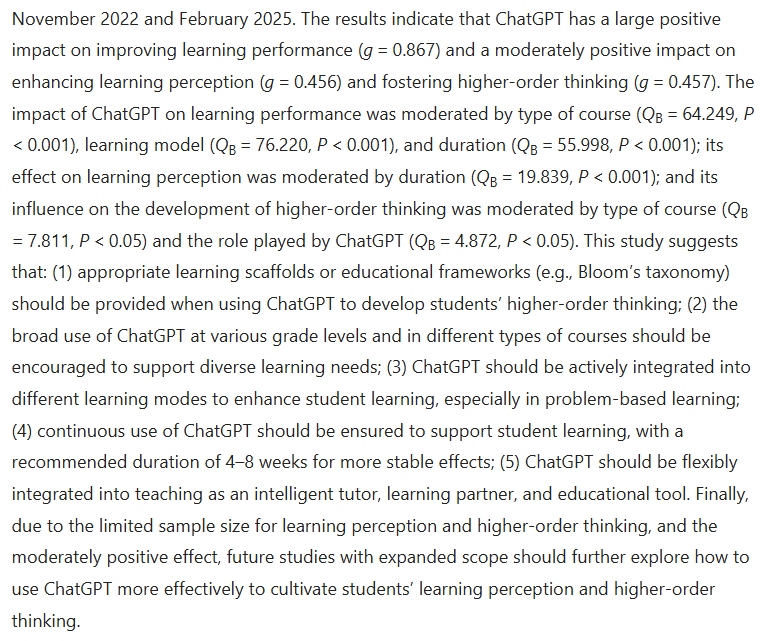 November 2022 and February 2025. The results indicate that ChatGPT has a large positive
impact on improving learning performance (g = 0.867) and a moderately positive impact on
enhancing learning perception (g = 0.456) and fostering higher-order thinking (g = 0.457). The
impact of ChatGPT on learning performance was moderated by type of course (QB = 64.249, P
< 0.001), learning model (QB = 76.220, P < 0.001), and duration (QB = 55.998, P < 0.001); its
effect on learning perception was moderated by duration (QB = 19.839, P < 0.001); and its
influence on the development of higher-order thinking was moderated by type of course (QB
= 7.811, P < 0.05) and the role played by ChatGPT (QB = 4.872, P < 0.05). This study suggests
that: (1) appropriate learning scaffolds or educational frameworks (e.g., Bloom’s taxonomy)
should be provided when using ChatGPT to develop students’ higher-order thinking; (2) the
broad use of ChatGPT at various grade levels and in different types of courses should be
encouraged to support diverse learning needs; (3) ChatGPT should be actively integrated into
different learning modes to enhance student learning, especially in problem-based learning;
(4) continuous use of ChatGPT should be ensured to support student learning, with a
recommended duration of 4–8 weeks for more stable effects; (5) ChatGPT should be flexibly
integrated into teaching as an intelligent tutor, learning partner, and educational tool. Finally,
due to the limited sample size for learning perception and higher-order thinking, and the
moderately positive effect, future studies with expanded scope should further explore how to
use ChatGPT more effectively to cultivate students’ learning perception and higher-order
thinking.